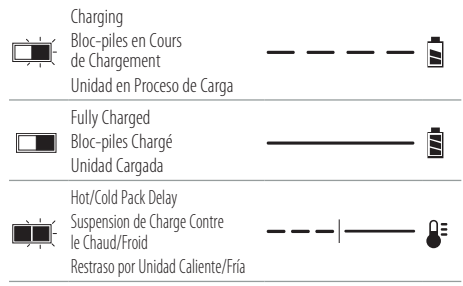 Charging
Bloc-piles en Cours
de Chargement
Unidad en Proceso de Carga
Fully Charged
Bloc-piles Chargé
Unidad Cargada
Hot/Cold Pack Delay
Suspension de Charge Contre
le Chaud/Froid
Restraso por Unidad Caliente/Fría